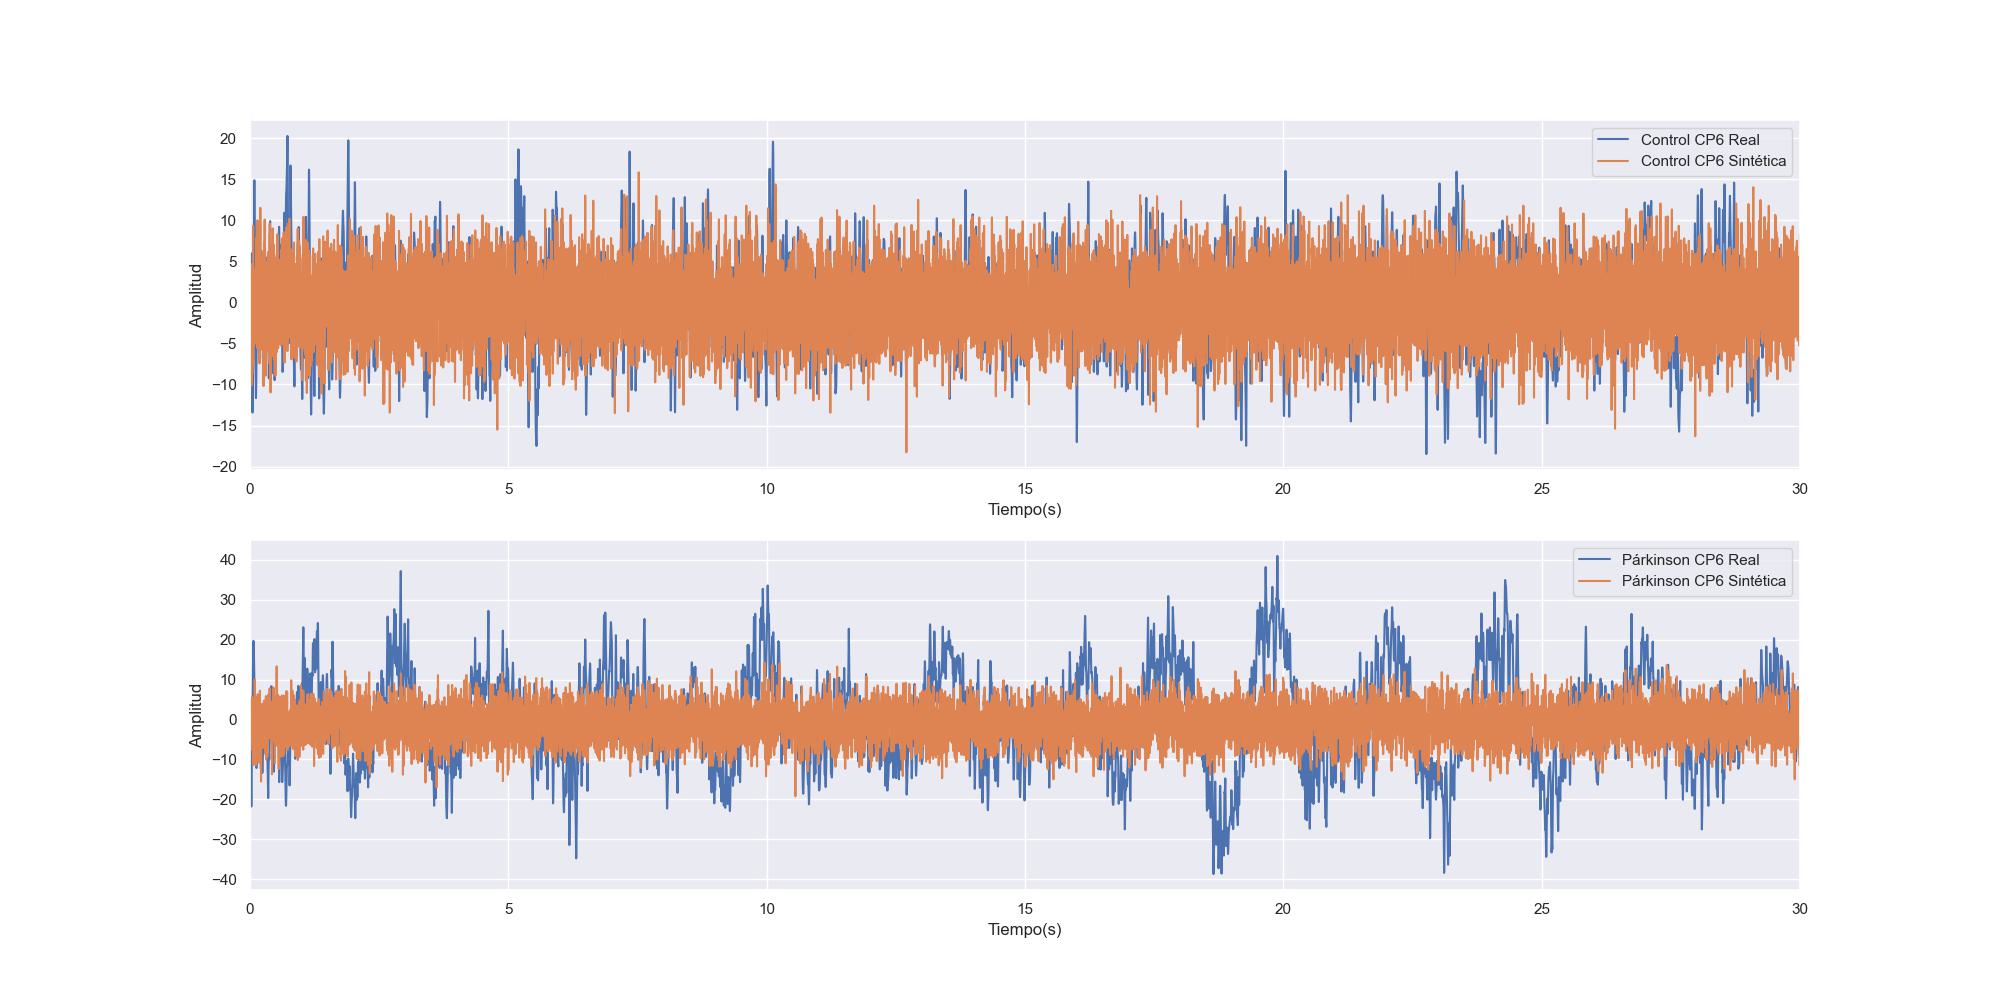 20
15
10
5
0
−5
−10
−15
−20
Amplitud
Control CP6 Real
Control CP6 Sintética
0 5 10 15 20 25 30
Tiempo(s)
40
30
20
10
0
−10
−20
−30
−40
Amplitud
Párkinson CP6 Real
Párkinson CP6 Sintética
0 5 10 15 20 25 30
Tiempo(s)